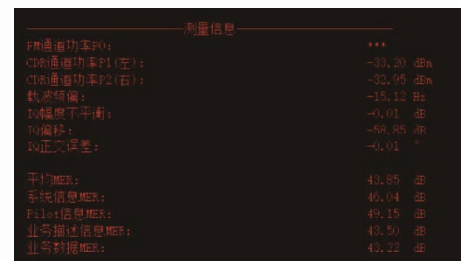 测量信息
FM通道功率P0: ***
CDR通道功率P1(左): -33.20 dBm
CDR通道功率P2(右): -32.95 dBm
载波频偏: -15.12 Hz
IQ幅度不平衡: -0.01 dB
IQ偏移: -58.85 dB
IQ正交误差: -0.01 °
平均MER: 43.85 dB
系统信息MER: 46.04 dB
Pilot信息MER: 49.15 dB
业务描述信息MER: 43.50 dB
业务数据MER: 43.22 dB